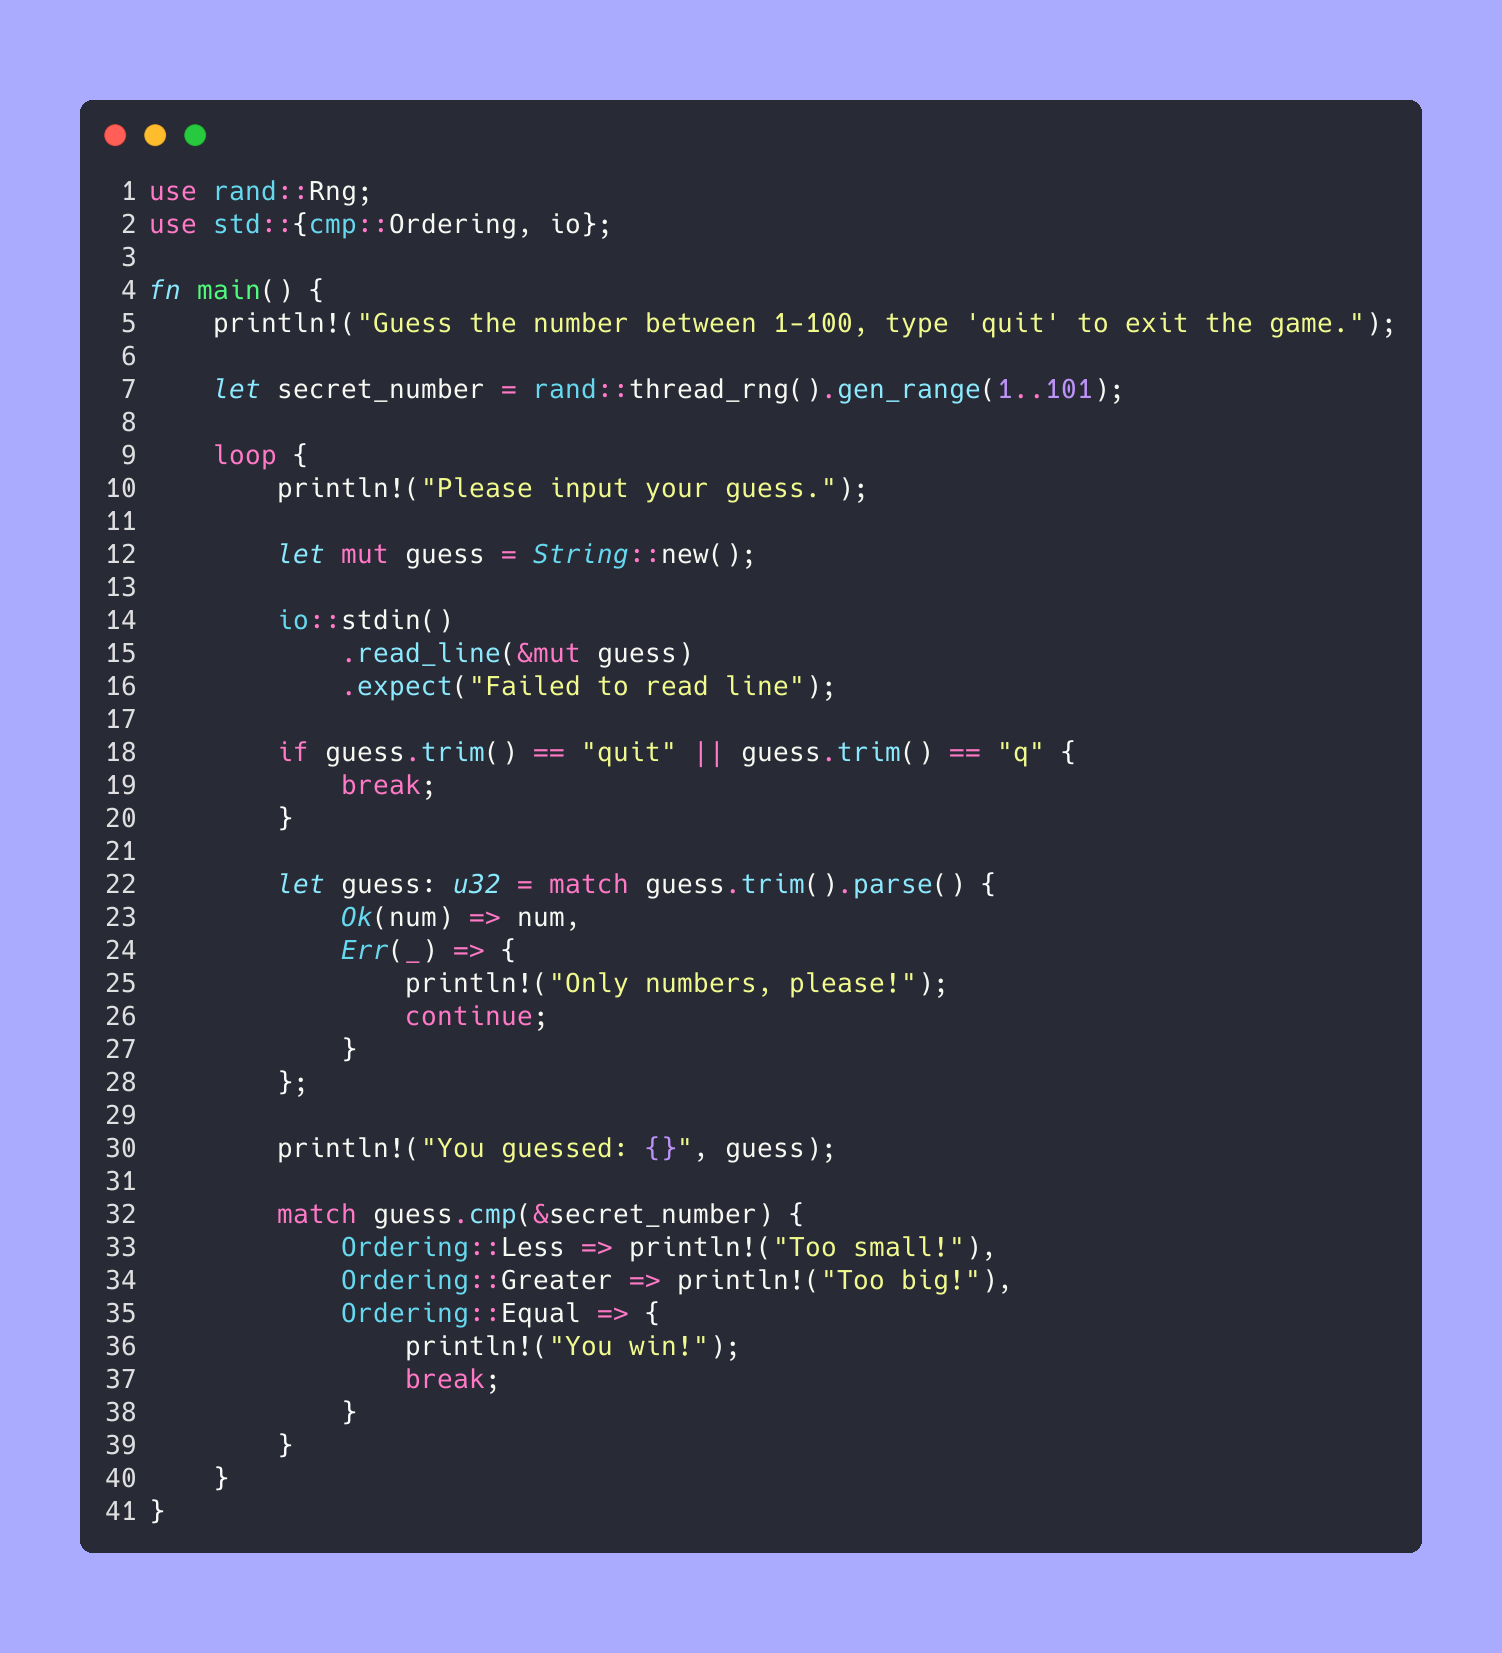 1 use rand::Rng;
2 use std::{cmp::Ordering, io};
3
4 fn main() {
5     println!("Guess the number between 1-100, type 'quit' to exit the game.");
6
7     let secret_number = rand::thread_rng().gen_range(1..101);
8
9     loop {
10         println!("Please input your guess.");
11
12         let mut guess = String::new();
13
14         io::stdin()
15             .read_line(&mut guess)
16             .expect("Failed to read line");
17
18         if guess.trim() == "quit" || guess.trim() == "q" {
19             break;
20         }
21
22         let guess: u32 = match guess.trim().parse() {
23             Ok(num) => num,
24             Err(_) => {
25                 println!("Only numbers, please!");
26                 continue;
27             }
28         };
29
30         println!("You guessed: {}", guess);
31
32         match guess.cmp(&secret_number) {
33             Ordering::Less => println!("Too small!"),
34             Ordering::Greater => println!("Too big!"),
35             Ordering::Equal => {
36                 println!("You win!");
37                 break;
38             }
39         }
40     }
41 }